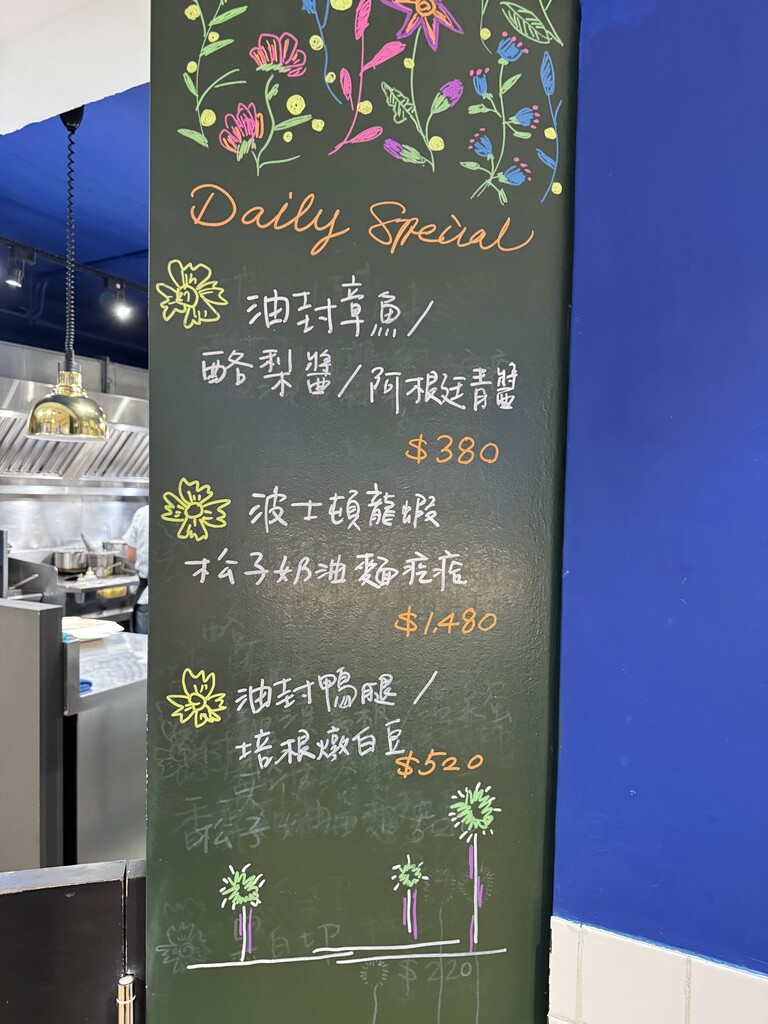 Daily Special
油封章魚/
酪梨醬/阿根廷青醬
$380
波士頓龍蝦
松子奶油麵疙瘩
$1,480
油封鴨腿 /
培根燉白豆
$520
$220